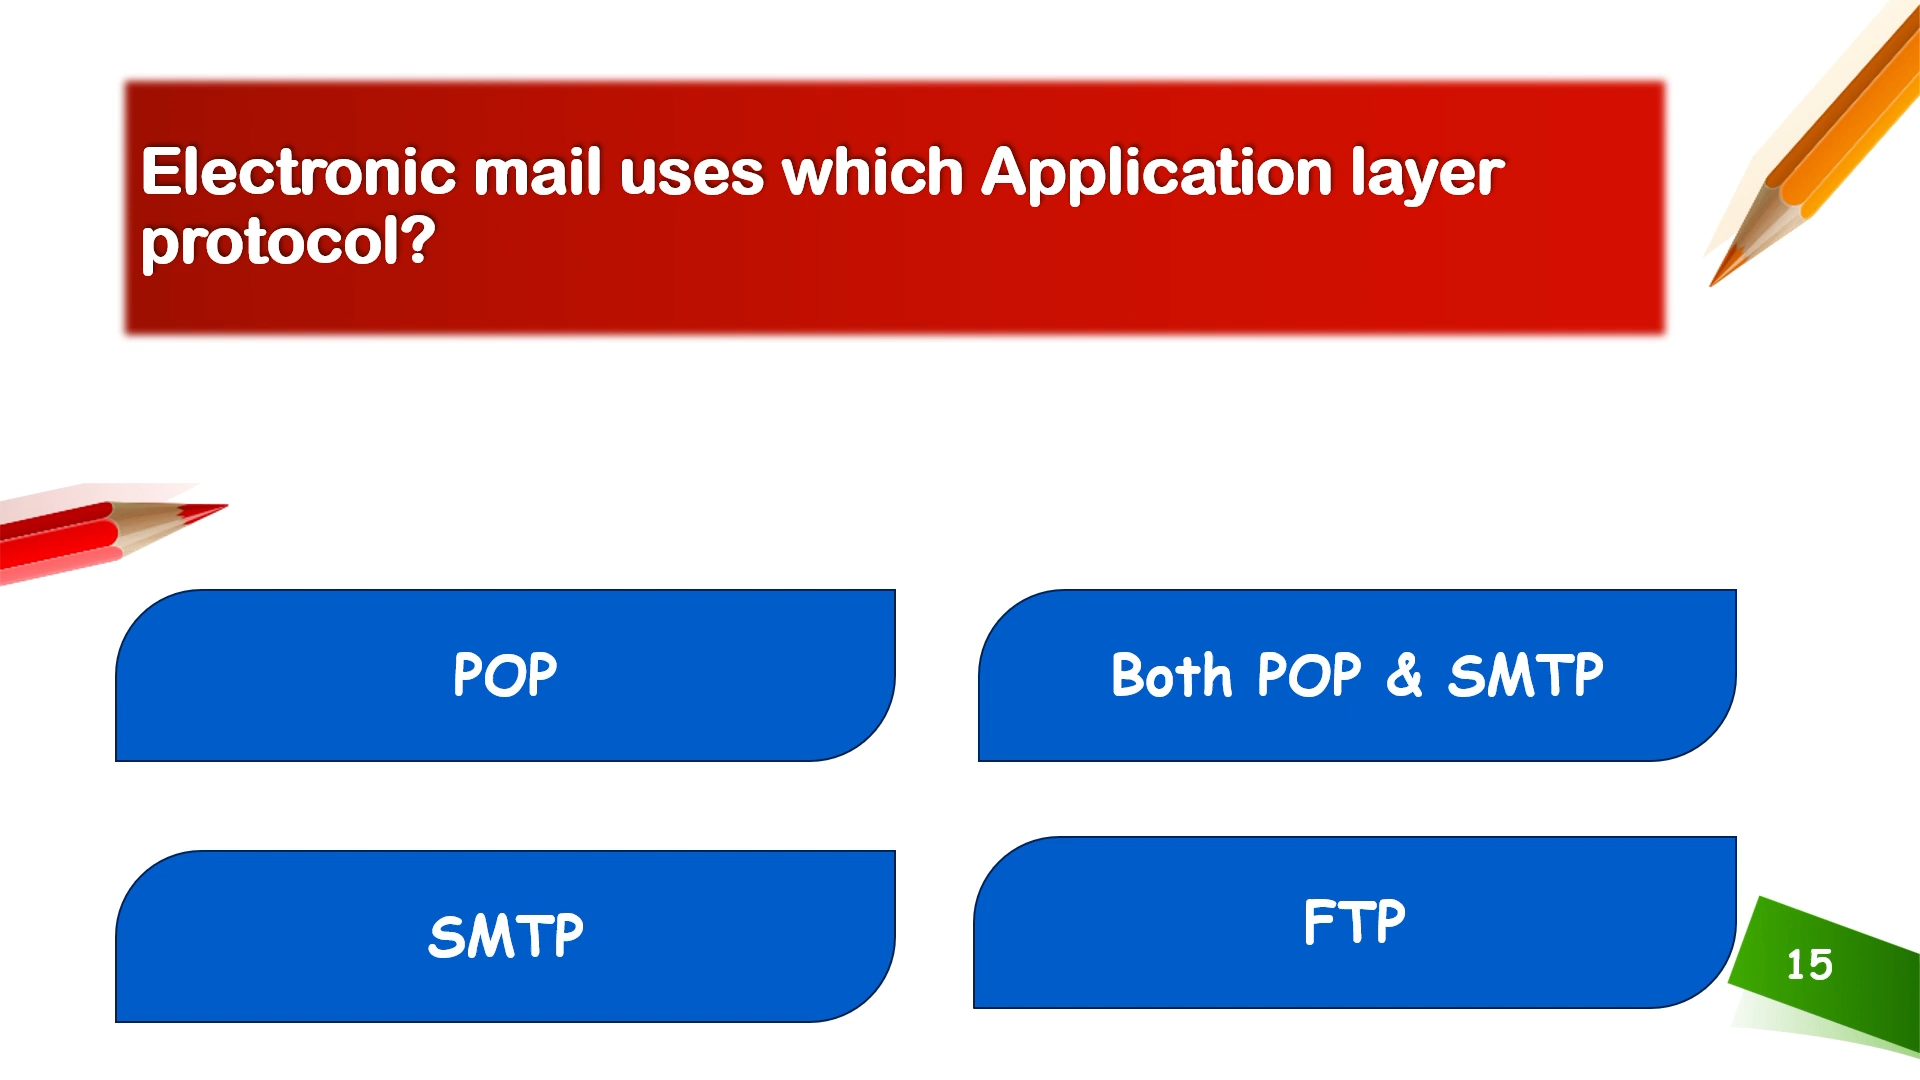 Electronic mail uses which Application layer
protocol?
POP
Both POP & SMTP
SMTP
FTP
15